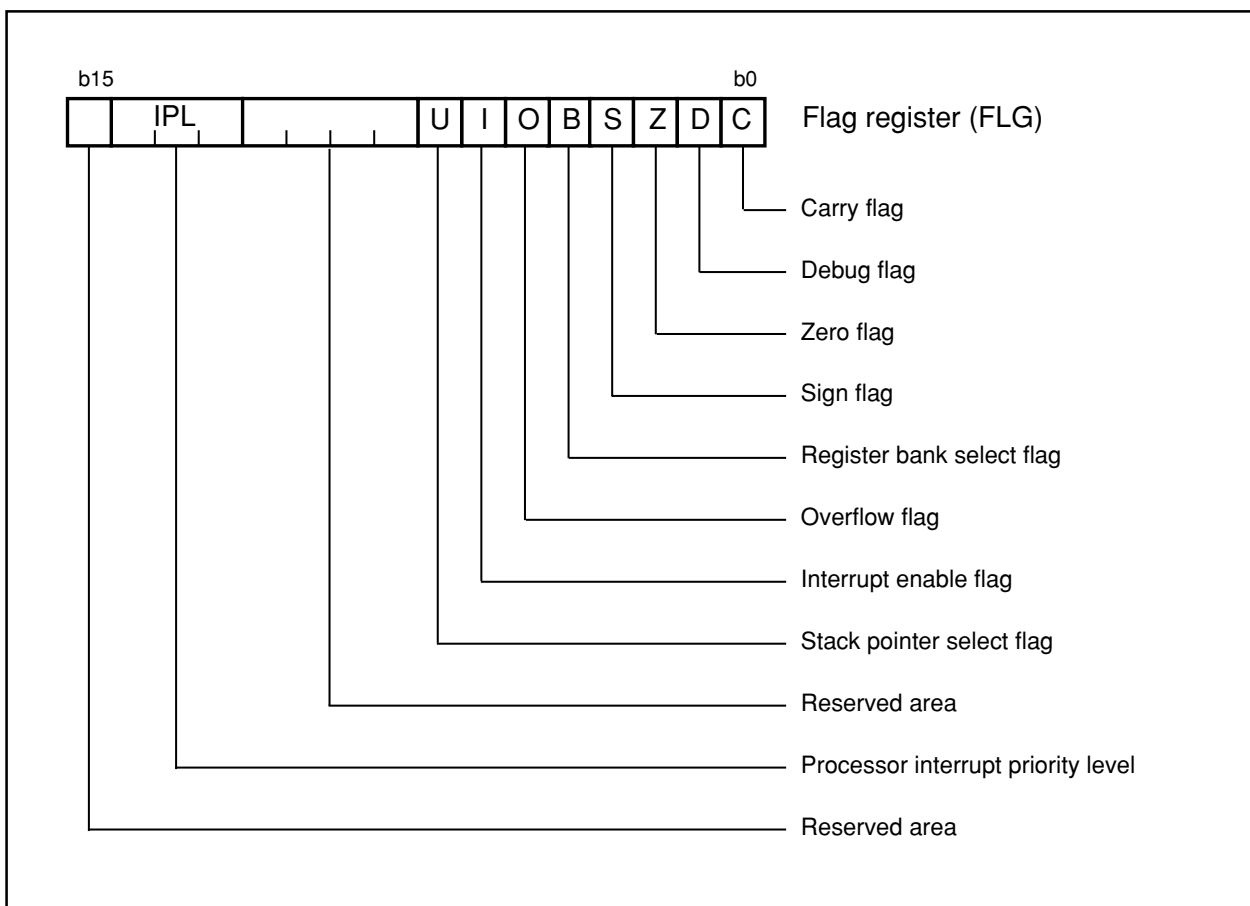 b15 b0
IPL U I O B S Z D C Flag register (FLG)
Carry flag
Debug flag
Zero flag
Sign flag
Register bank select flag
Overflow flag
Interrupt enable flag
Stack pointer select flag
Reserved area
Processor interrupt priority level
Reserved area